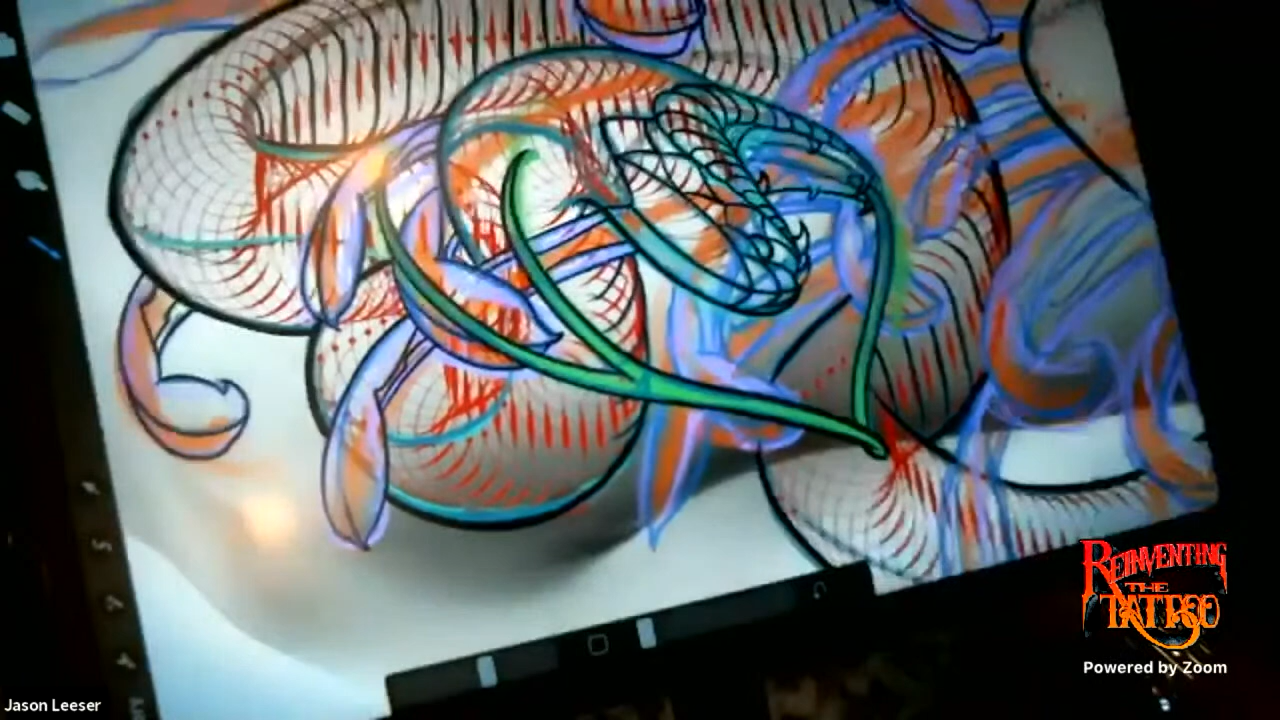 REINVENTING
THE
TATTOO
Powered by Zoom
Jason Leeser